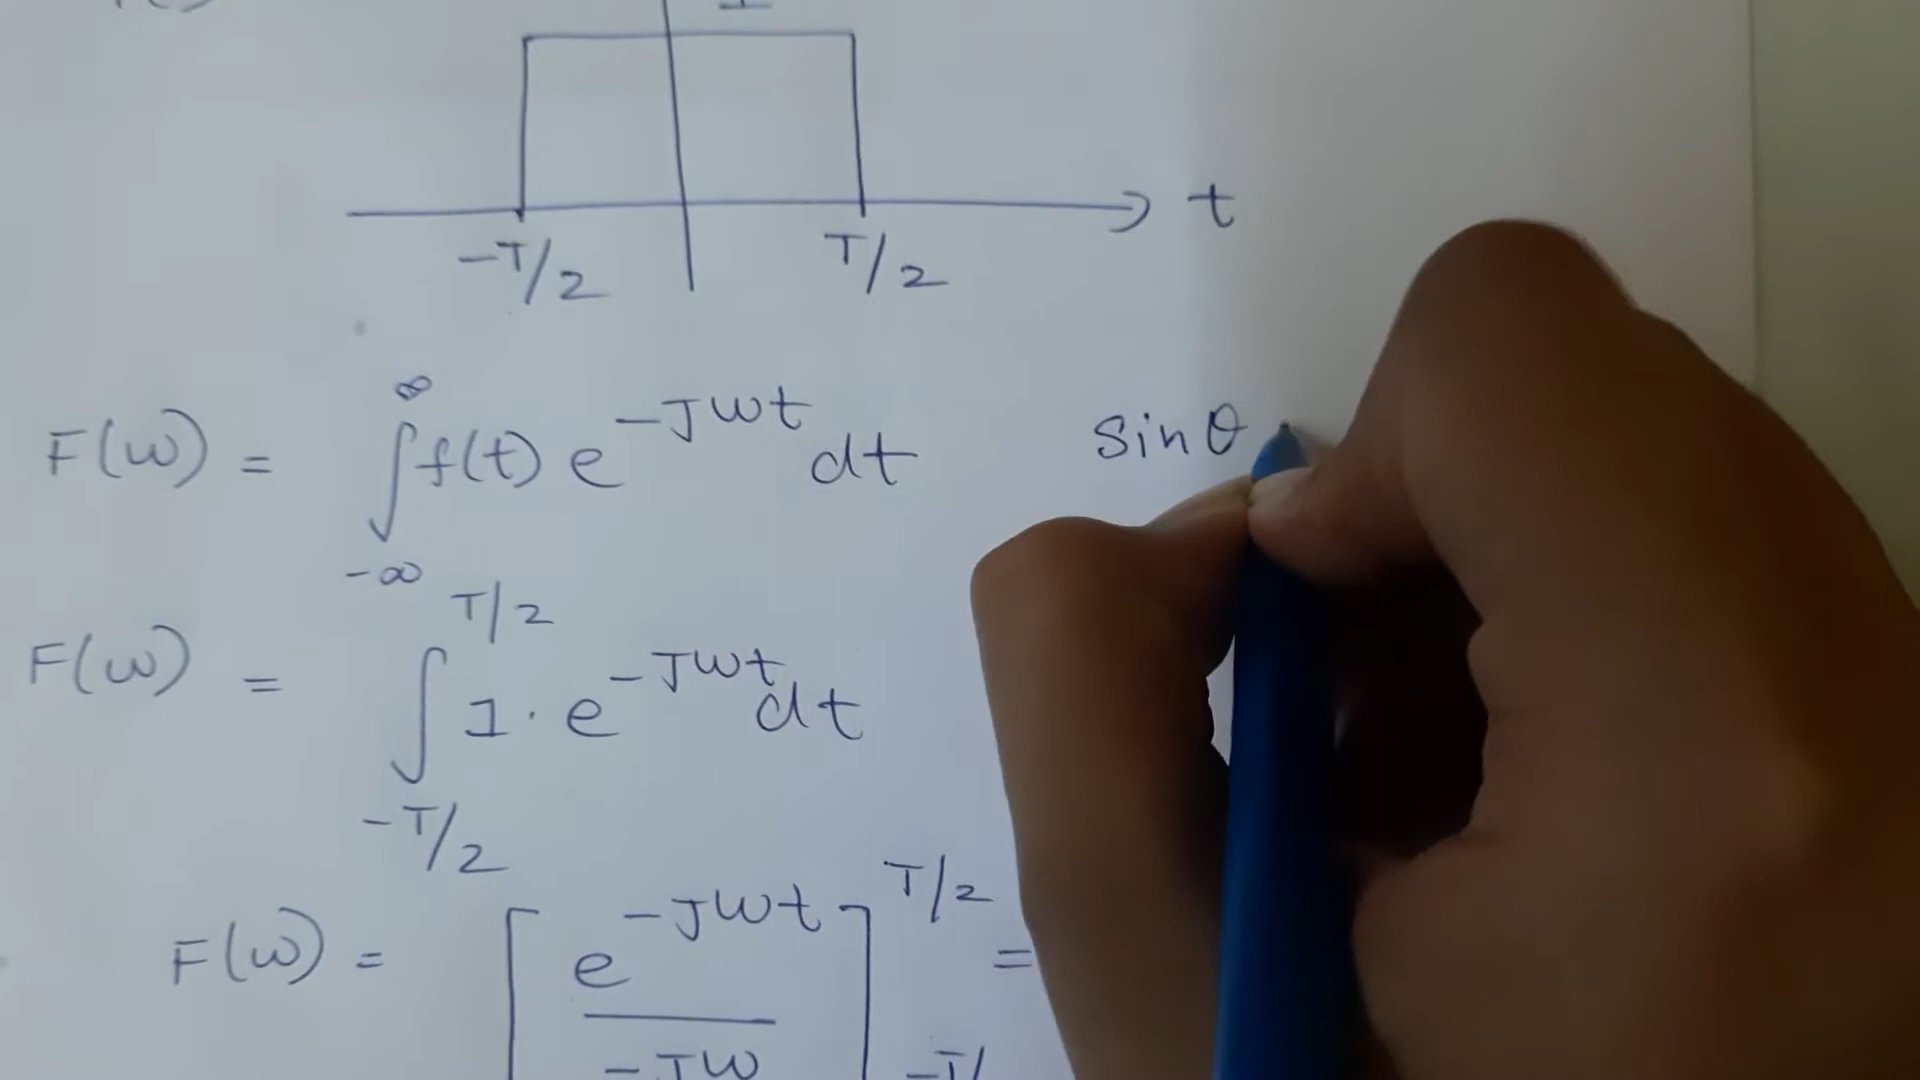 t
-T/2 T/2
F(ω) = ∫ f(t) e^-Jωt dt sinθ
∞
-∞
F(ω) = ∫ 1. e^-Jωt dt
T/2
-T/2
F(ω) = [ e^-Jωt / -Jω ] T/2 =